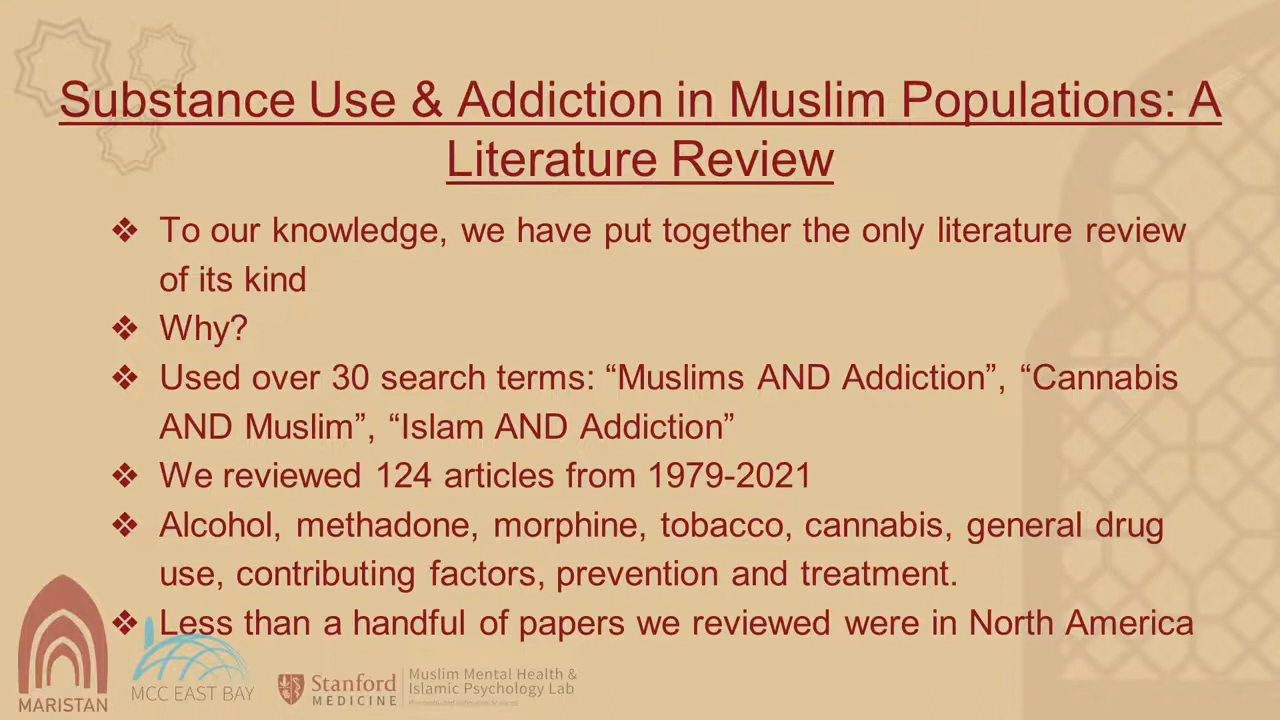 Substance Use & Addiction in Muslim Populations: A
Literature Review
❖ To our knowledge, we have put together the only literature review
of its kind
❖ Why?
❖ Used over 30 search terms: “Muslims AND Addiction”, “Cannabis
AND Muslim”, “Islam AND Addiction”
❖ We reviewed 124 articles from 1979-2021
❖ Alcohol, methadone, morphine, tobacco, cannabis, general drug
use, contributing factors, prevention and treatment.
❖ Less than a handful of papers we reviewed were in North America
MARISTAN
MCC EAST BAY
Stanford
MEDICINE
Muslim Mental Health &
Islamic Psychology Lab